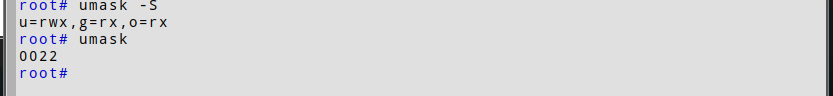 root# umask -S
u=rwx,g=rx,o=rx
root# umask
0022
root#